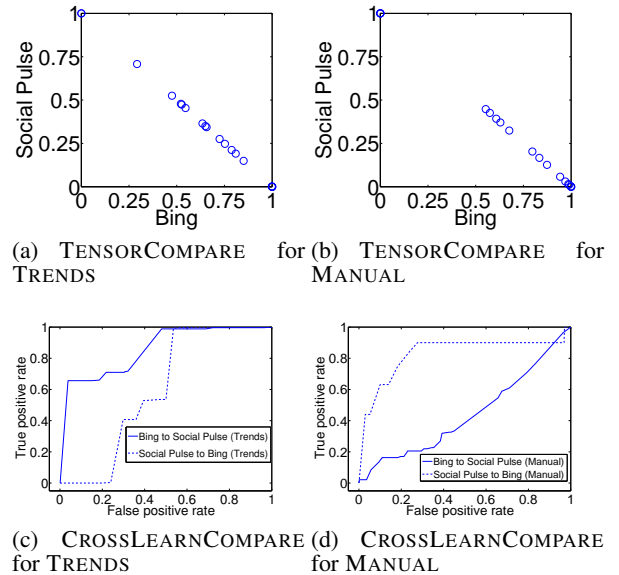 1
0.75
0.5
0.25
0
0 0.25 0.5 0.75 1
Social Pulse
Bing
(a) TENSORCOMPARE for
TRENDS
1
0.75
0.5
0.25
0
0 0.25 0.5 0.75 1
Social Pulse
Bing
(b) TENSORCOMPARE for
MANUAL
1
0.8
0.6
0.4
0.2
0
0 0.2 0.4 0.6 0.8 1
True positive rate
False positive rate
Bing to Social Pulse (Trends)
Social Pulse to Bing (Trends)
(c) CROSSLEARNCOMPARE
for TRENDS
1
0.8
0.6
0.4
0.2
0
0 0.2 0.4 0.6 0.8 1
True positive rate
False positive rate
Bing to Social Pulse (Manual)
Social Pulse to Bing (Manual)
(d) CROSSLEARNCOMPARE
for MANUAL